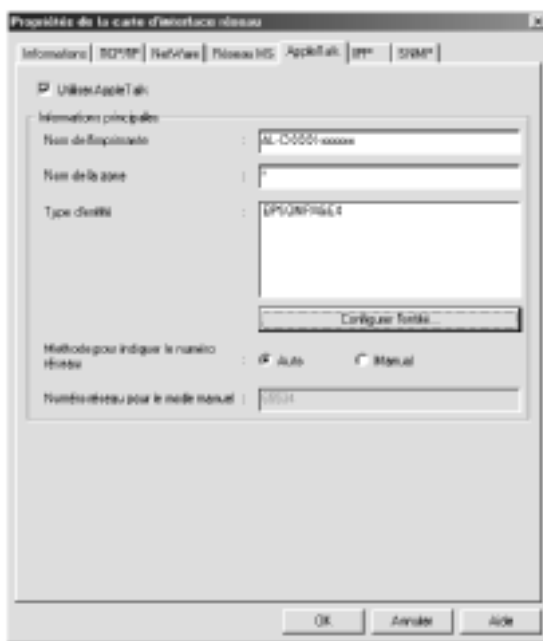 Propriétés de la carte d'interface réseau
Informations TCP/IP NetWare Réseau MS AppleTalk IPP SNMP
Utiliser AppleTalk
Informations principales
Nom de l'imprimante :
Nom de la zone : *
Type d'entité :
Configurer l'entité...
Méthode pour indiquer le numéro réseau : Auto Manual
Numéro réseau pour le mode manuel :
OK Annuler Aide